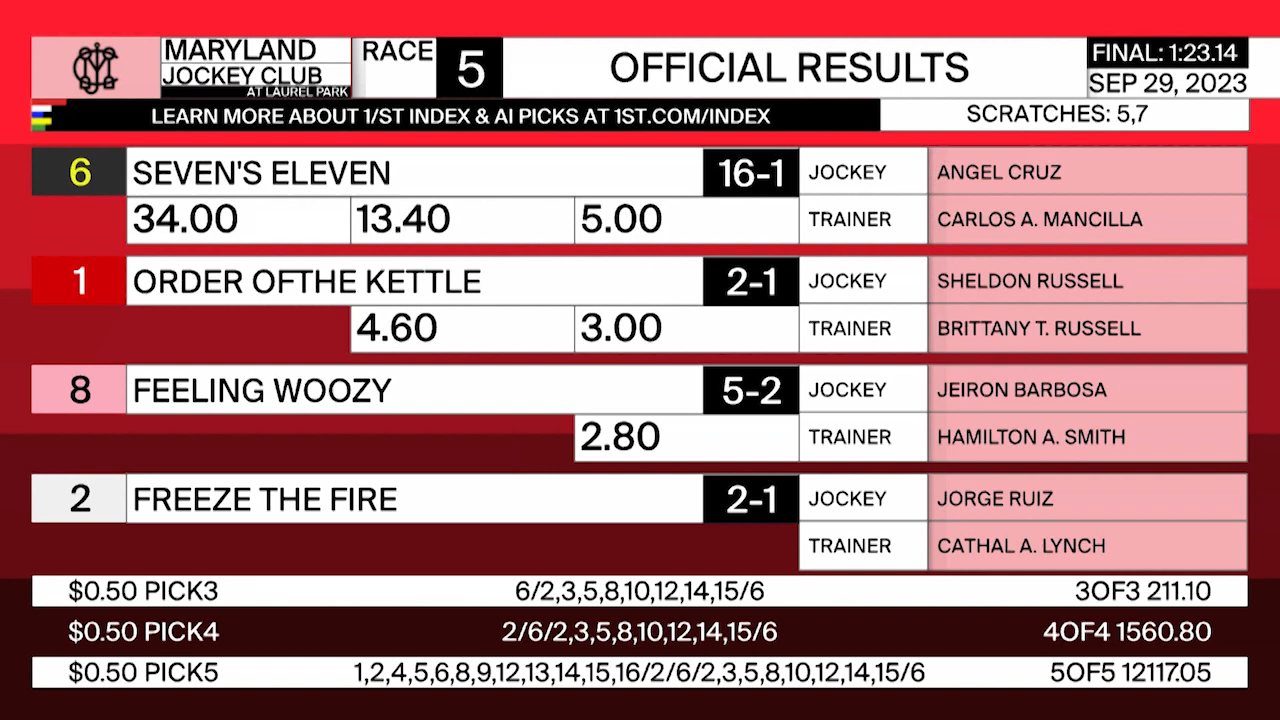 MARYLAND
JOCKEY CLUB
AT LAUREL PARK
RACE 5
OFFICIAL RESULTS
FINAL: 1:23.14
SEP 29, 2023
LEARN MORE ABOUT 1/ST INDEX & AI PICKS AT 1ST.COM/INDEX
SCRATCHES: 5,7
6 SEVEN'S ELEVEN 16-1 JOCKEY ANGEL CRUZ
34.00 13.40 5.00 TRAINER CARLOS A. MANCILLA
1 ORDER OFTHE KETTLE 2-1 JOCKEY SHELDON RUSSELL
4.60 3.00 TRAINER BRITTANY T. RUSSELL
8 FEELING WOOZY 5-2 JOCKEY JEIRON BARBOSA
2.80 TRAINER HAMILTON A. SMITH
2 FREEZE THE FIRE 2-1 JOCKEY JORGE RUIZ
TRAINER CATHAL A. LYNCH
$0.50 PICK3 6/2,3,5,8,10,12,14,15/6 3OF3 211.10
$0.50 PICK4 2/6/2,3,5,8,10,12,14,15/6 4OF4 1560.80
$0.50 PICK5 1,2,4,5,6,8,9,12,13,14,15,16/2/6/2,3,5,8,10,12,14,15/6 5OF5 12117.05